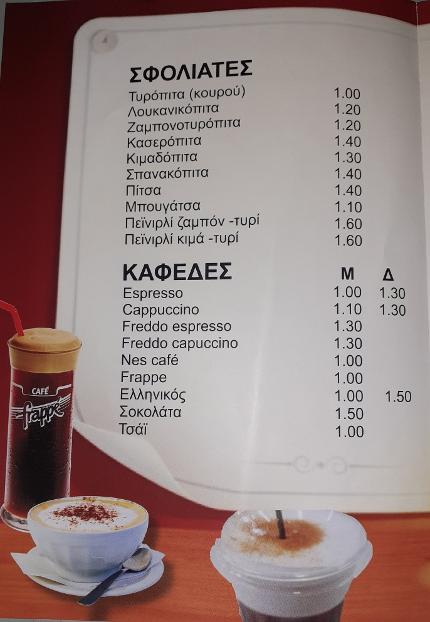 4
ΣΦΟΛΙΑΤΕΣ
Τυρόπιτα (κουρού) 1.00
Λουκανικόπιτα 1.20
Ζαμπονοτυρόπιτα 1.20
Κασερόπιτα 1.40
Κιμαδόπιτα 1.30
Σπανακόπιτα 1.40
Πίτσα 1.40
Μπουγάτσα 1.10
Πεϊνιρλί ζαμπόν -τυρί 1.60
Πεϊνιρλί κιμά -τυρί 1.60
ΚΑΦΕΔΕΣ Μ Δ
Espresso 1.00 1.30
Cappuccino 1.10 1.30
Freddo espresso 1.30
Freddo capuccino 1.30
Nes café 1.00
Frappe 1.00
Ελληνικός 1.00 1.50
Σοκολάτα 1.50
Τσάϊ 1.00
CAFÉ
frappé